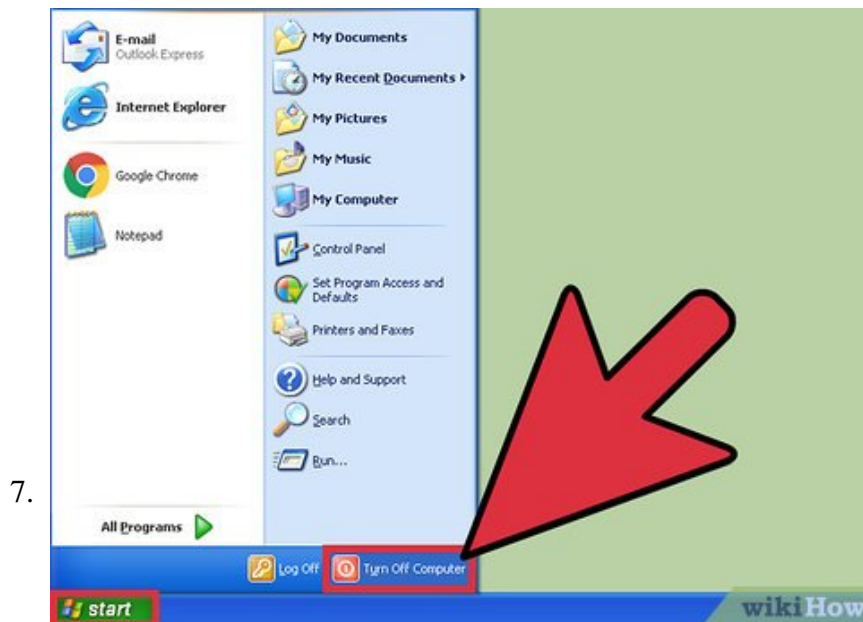 E-mail
Outlook Express
Internet Explorer
Google Chrome
Notepad
All Programs
My Documents
My Recent Documents
My Pictures
My Music
My Computer
Control Panel
Set Program Access and
Defaults
Printers and Faxes
Help and Support
Search
Run...
7.
Log Off
Turn Off Computer
start
wikiHow